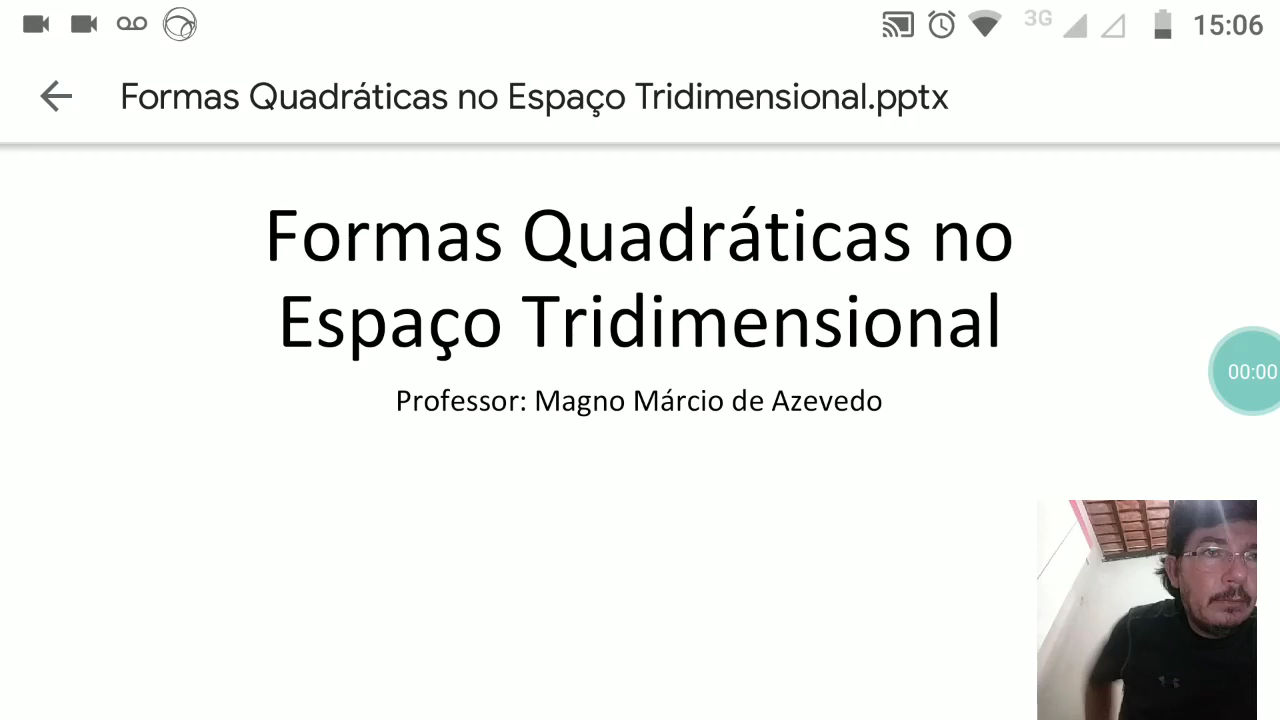 3G
15:06
Formas Quadráticas no Espaço Tridimensional.pptx
Formas Quadráticas no
Espaço Tridimensional
Professor: Magno Márcio de Azevedo
00:00